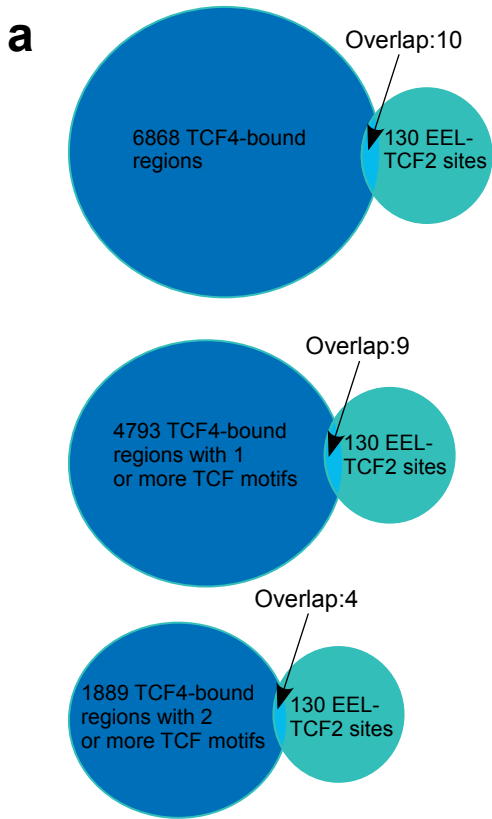 a
Overlap:10
6868 TCF4-bound
regions
130 EEL-
TCF2 sites
Overlap:9
4793 TCF4-bound
regions with 1
or more TCF motifs
130 EEL-
TCF2 sites
Overlap:4
1889 TCF4-bound
regions with 2
or more TCF motifs
130 EEL-
TCF2 sites